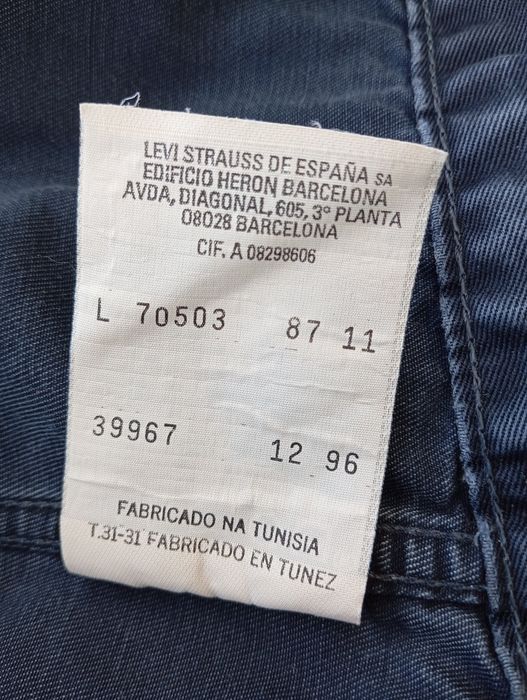 LEVI STRAUSS DE ESPAÑA SA
EDIFICIO HERON BARCELONA
AVDA, DIAGONAL, 605, 3º PLANTA
08028 BARCELONA
CIF. A 08298606
L 70503 87 11
39967 12 96
FABRICADO NA TUNISIA
T.31-31 FABRICADO EN TUNEZ